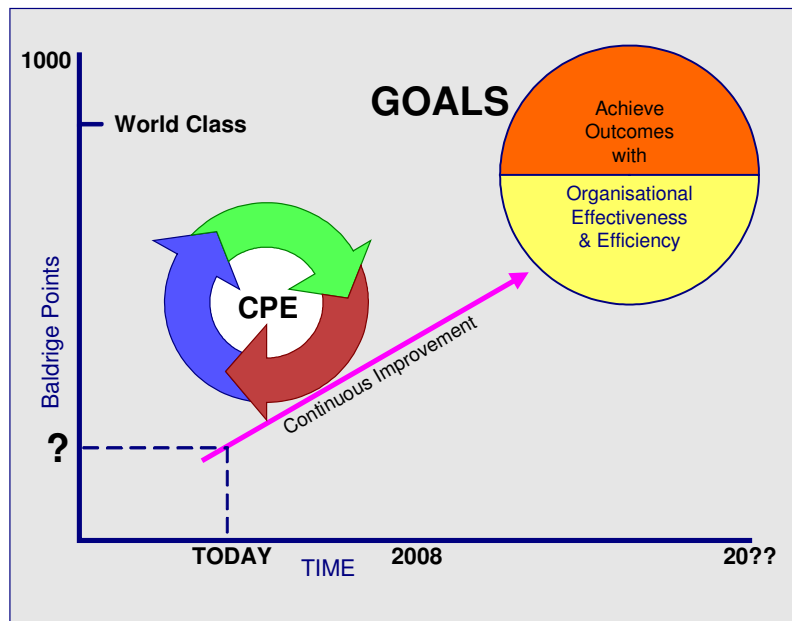 1000
World Class
GOALS
Achieve
Outcomes
with
Organisational
Effectiveness
& Efficiency
CPE
Continuous Improvement
Baldrige Points
?
TODAY
2008
20??
TIME